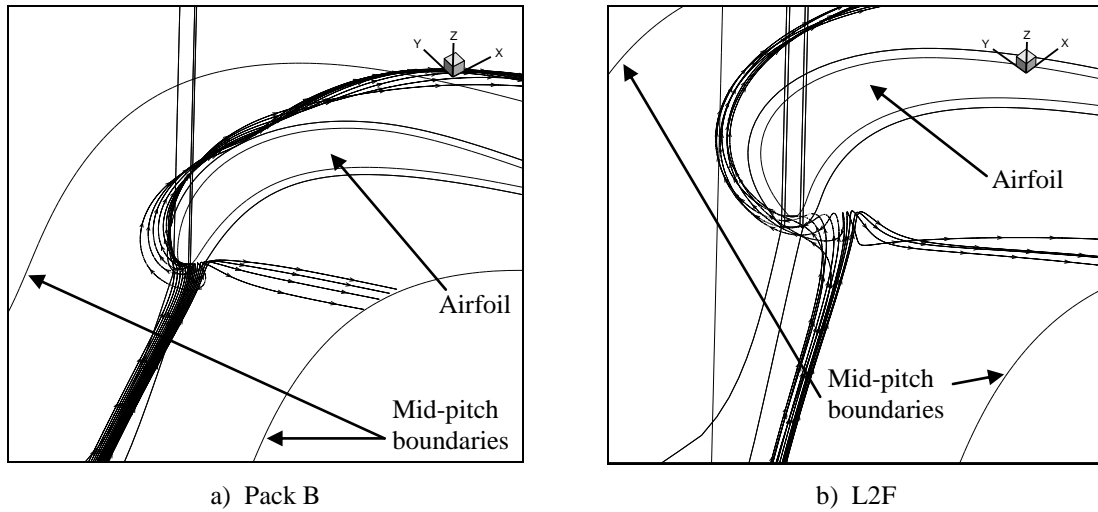 Y Z X
Airfoil
Mid-pitch
boundaries
a) Pack B
Y Z X
Airfoil
Mid-pitch
boundaries
b) L2F